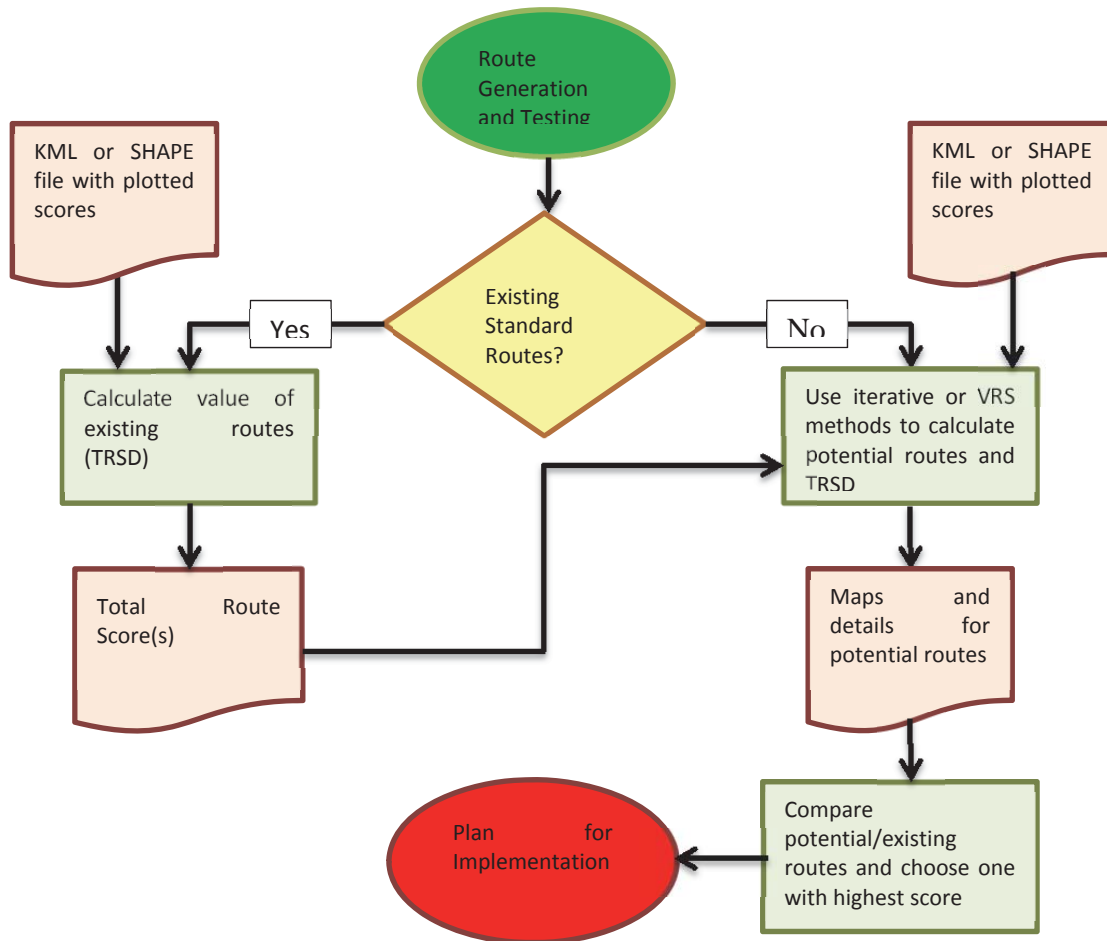 Route
Generation
and Testing
KML or SHAPE
file with plotted
scores
KML or SHAPE
file with plotted
scores
Existing
Standard
Routes?
Yes
No
Calculate value of
existing routes
(TRSD)
Use iterative or VRS
methods to calculate
potential routes and
TRSD
Total Route
Score(s)
Maps and
details for
potential routes
Compare
potential/existing
routes and choose one
with highest score
Plan for
Implementation